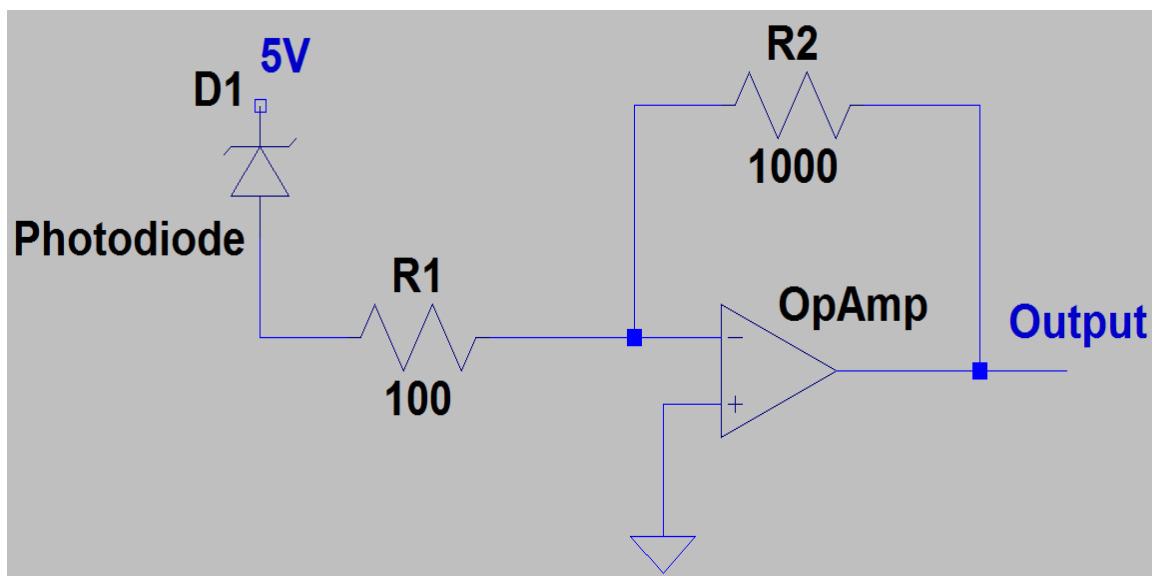 5V
D1
Photodiode
R1
100
R2
1000
OpAmp
−
+
Output